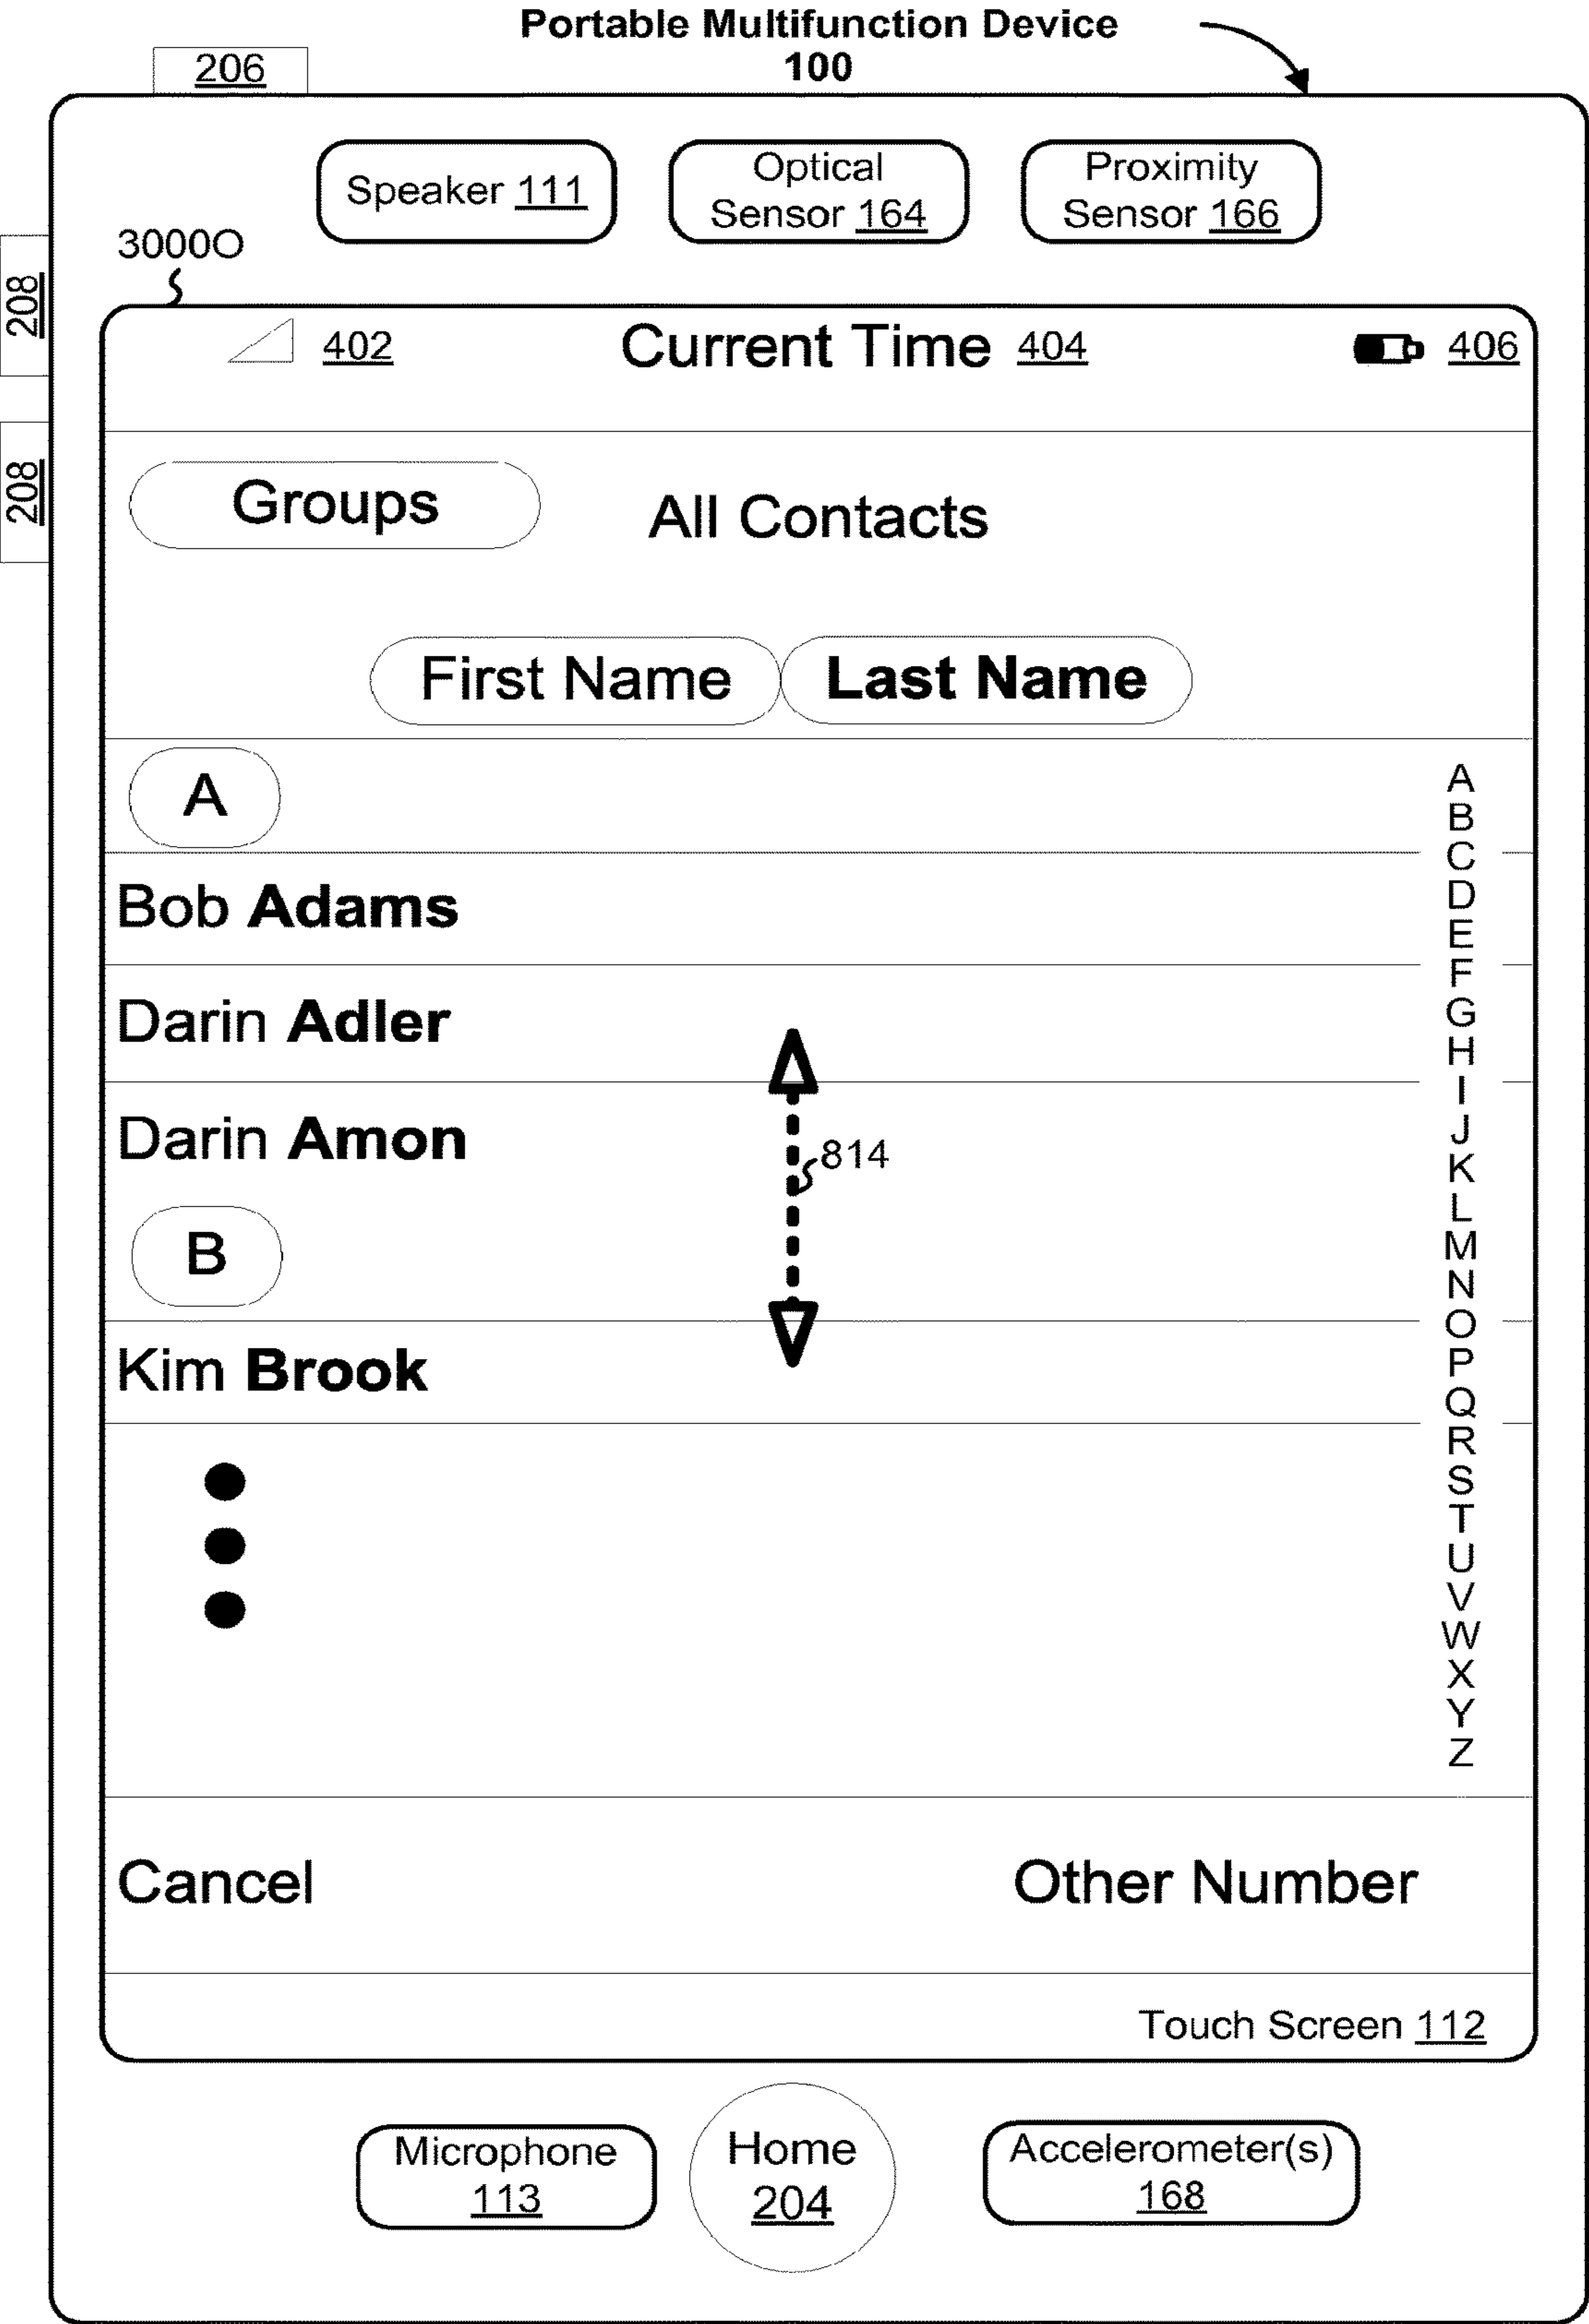 Portable Multifunction Device
100
206
Speaker 111
Optical
Sensor 164
Proximity
Sensor 166
3000O
208
208
402
Current Time 404
406
Groups
All Contacts
First Name
Last Name
A
Bob Adams
Darin Adler
Darin Amon
814
B
Kim Brook
A
B
C
D
E
F
G
H
I
J
K
L
M
N
O
P
Q
R
S
T
U
V
W
X
Y
Z
Cancel
Other Number
Touch Screen 112
Microphone
113
Home
204
Accelerometer(s)
168